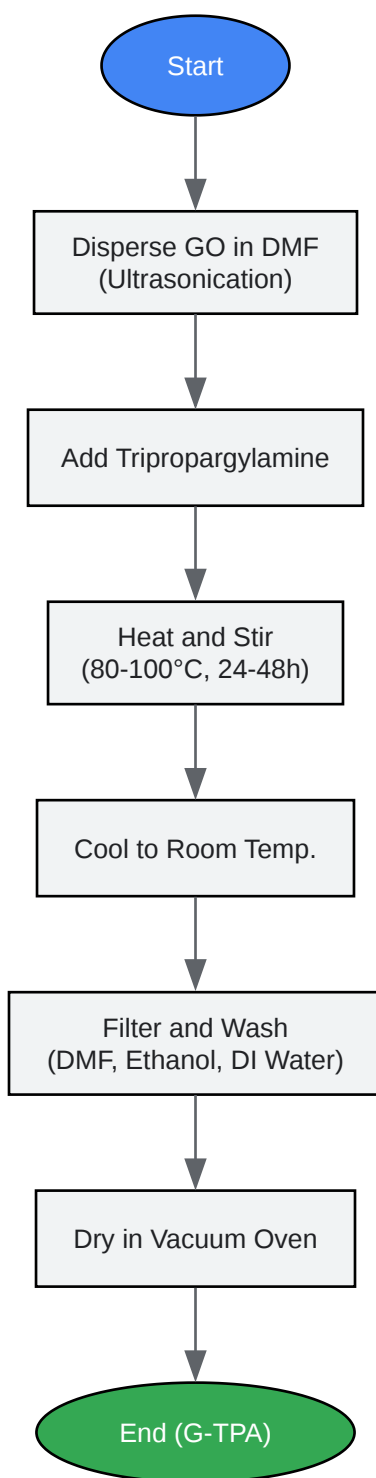 Start
Disperse GO in DMF
(Ultrasonication)
Add Tripropargylamine
Heat and Stir
(80-100°C, 24-48h)
Cool to Room Temp.
Filter and Wash
(DMF, Ethanol, DI Water)
Dry in Vacuum Oven
End (G-TPA)